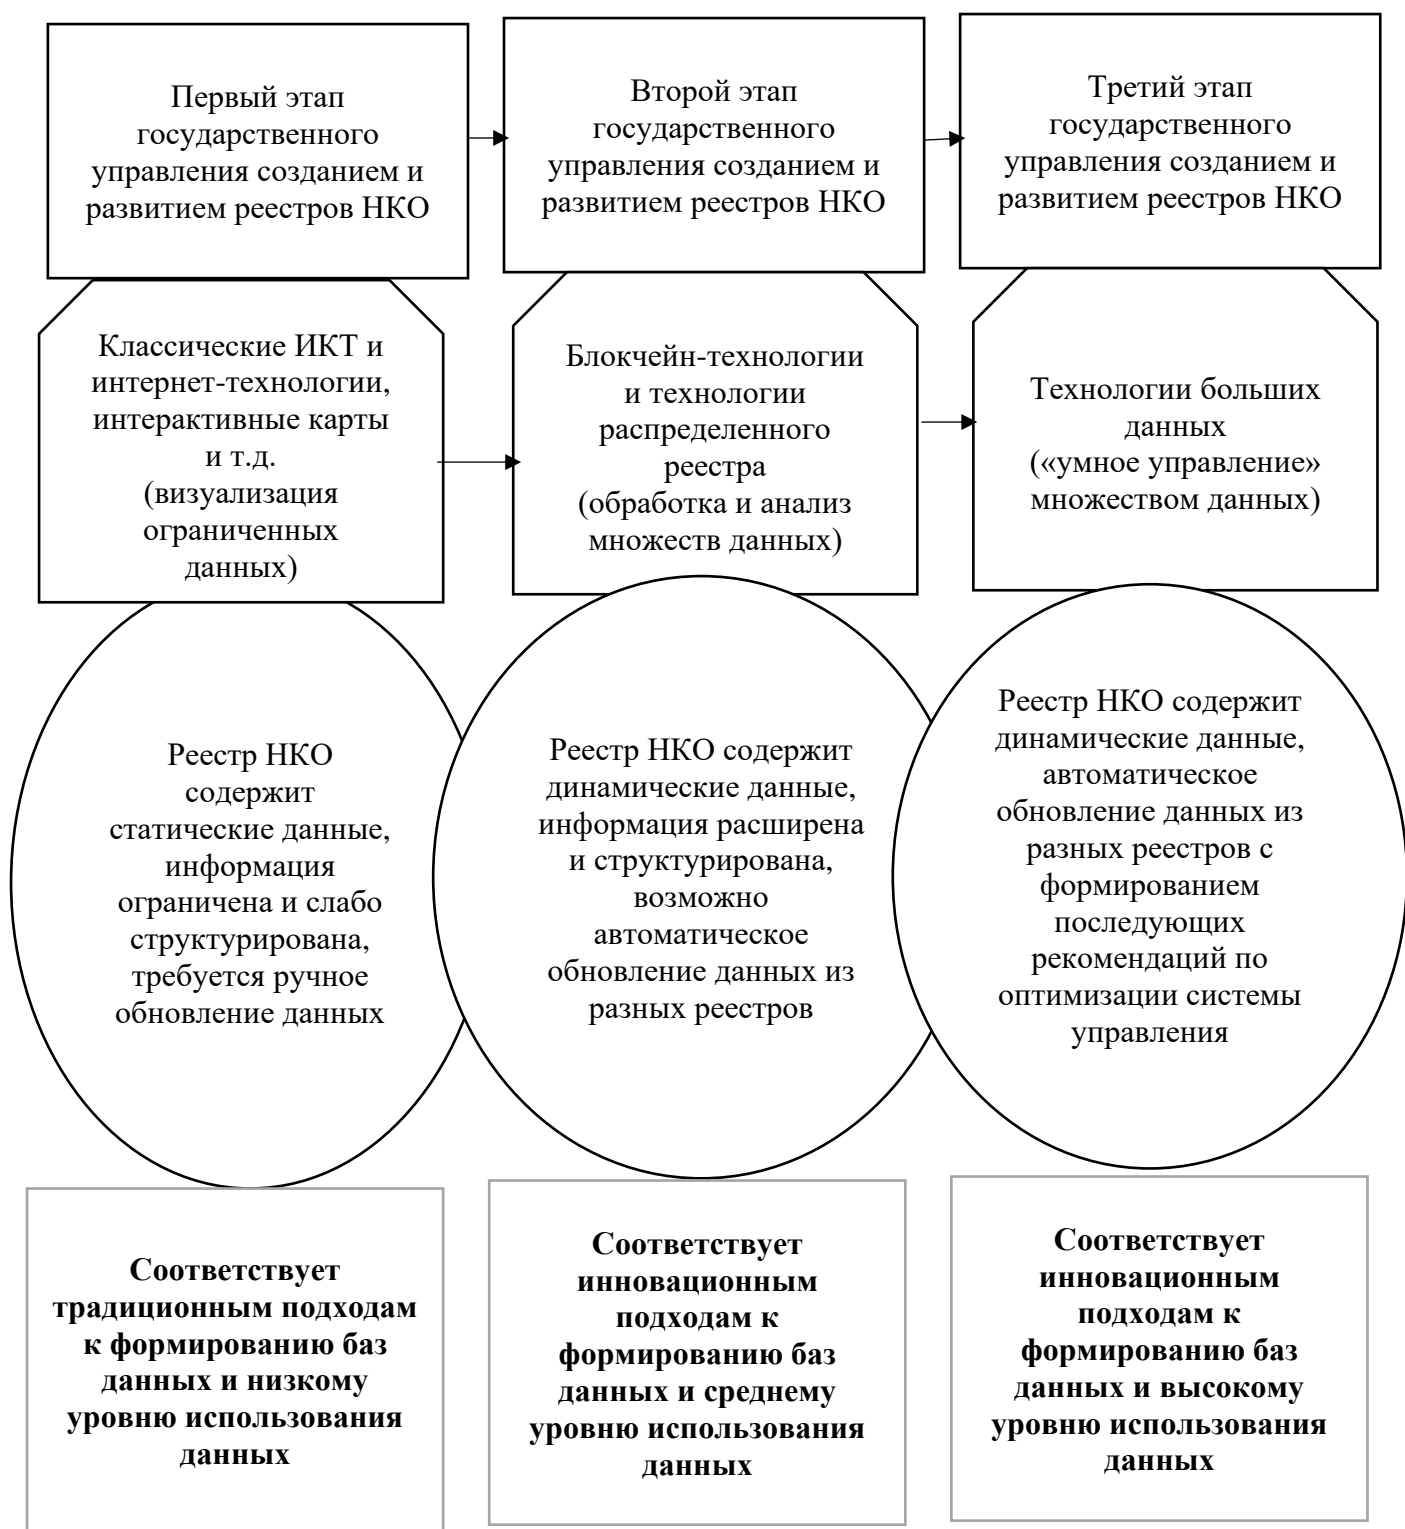 Первый этап
государственного
управления созданием и
развитием реестров НКО
Второй этап
государственного
управления созданием и
развитием реестров НКО
Третий этап
государственного
управления созданием и
развитием реестров НКО
Классические ИКТ и
интернет-технологии,
интерактивные карты
и т.д.
(визуализация
ограниченных
данных)
Блокчейн-технологии
и технологии
распределенного
реестра
(обработка и анализ
множеств данных)
Технологии больших
данных
(«умное управление»
множеством данных)
Реестр НКО
содержит
статические данные,
информация
ограничена и слабо
структурирована,
требуется ручное
обновление данных
Реестр НКО содержит
динамические данные,
информация расширена
и структурирована,
возможно
автоматическое
обновление данных из
разных реестров
Реестр НКО содержит
динамические данные,
автоматическое
обновление данных из
разных реестров с
формированием
последующих
рекомендаций по
оптимизации системы
управления
Соответствует
традиционным подходам
к формированию баз
данных и низкому
уровню использования
данных
Соответствует
инновационным
подходам к
формированию баз
данных и среднему
уровню использования
данных
Соответствует
инновационным
подходам к
формированию баз
данных и высокому
уровню использования
данных